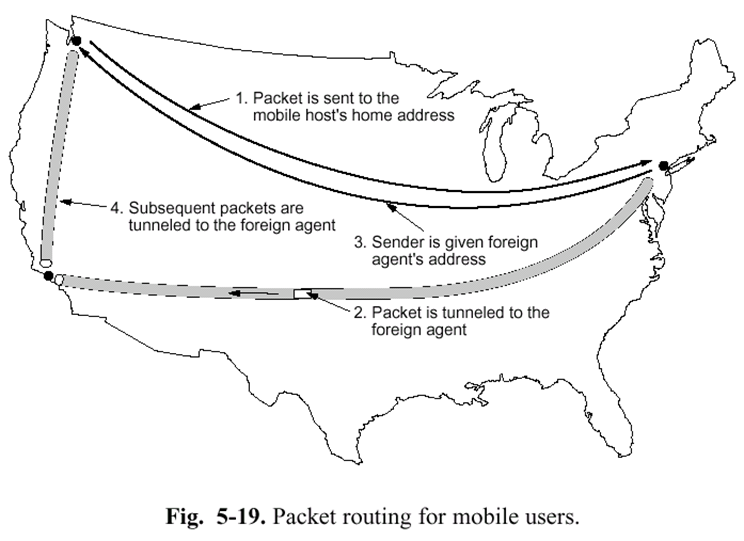 1. Packet is sent to the
mobile host's home address
4. Subsequent packets are
tunneled to the foreign agent
3. Sender is given foreign
agent's address
2. Packet is tunneled to the
foreign agent
Fig. 5-19. Packet routing for mobile users.